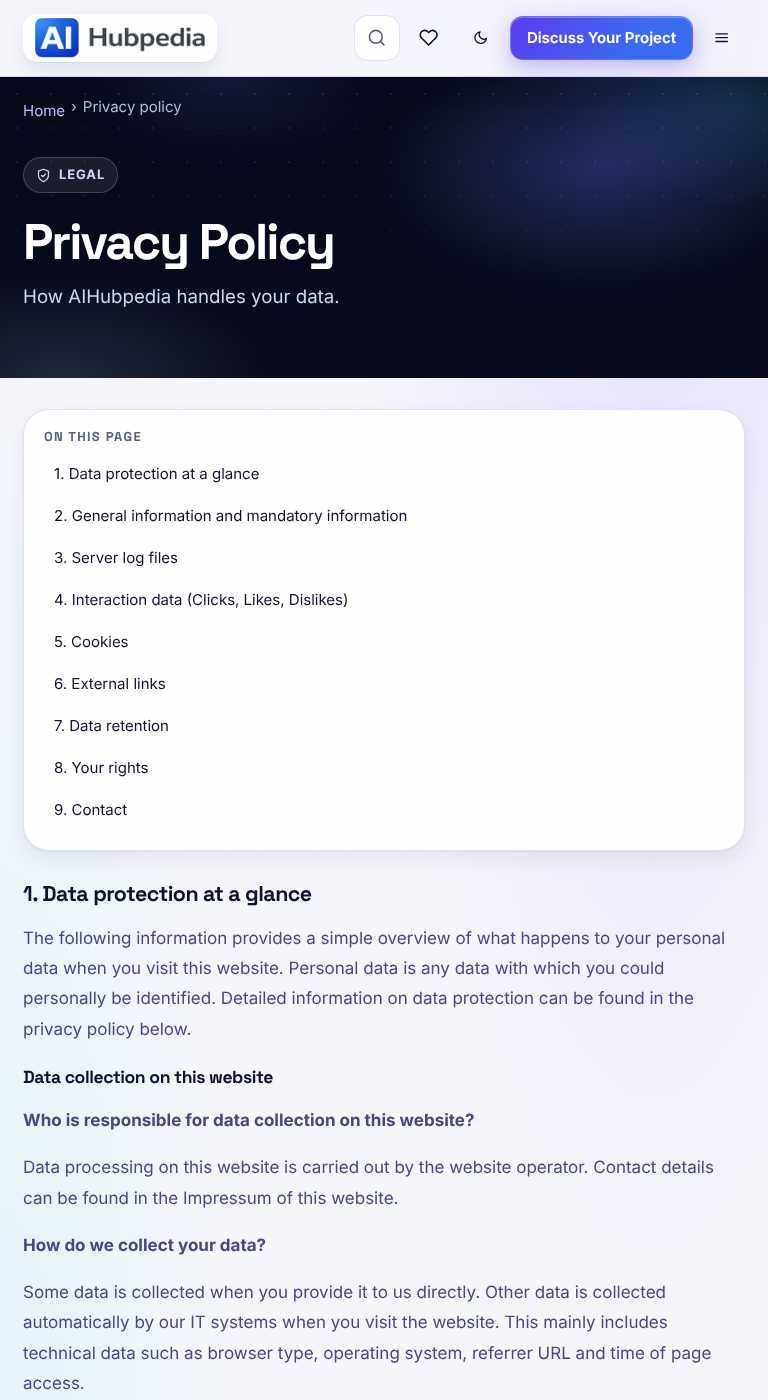 AI Hubpedia
Discuss Your Project
Home › Privacy policy
LEGAL
Privacy Policy
How AIHubpedia handles your data.
ON THIS PAGE
1. Data protection at a glance
2. General information and mandatory information
3. Server log files
4. Interaction data (Clicks, Likes, Dislikes)
5. Cookies
6. External links
7. Data retention
8. Your rights
9. Contact
1. Data protection at a glance
The following information provides a simple overview of what happens to your personal
data when you visit this website. Personal data is any data with which you could
personally be identified. Detailed information on data protection can be found in the
privacy policy below.
Data collection on this website
Who is responsible for data collection on this website?
Data processing on this website is carried out by the website operator. Contact details
can be found in the Impressum of this website.
How do we collect your data?
Some data is collected when you provide it to us directly. Other data is collected
automatically by our IT systems when you visit the website. This mainly includes
technical data such as browser type, operating system, referrer URL and time of page
access.